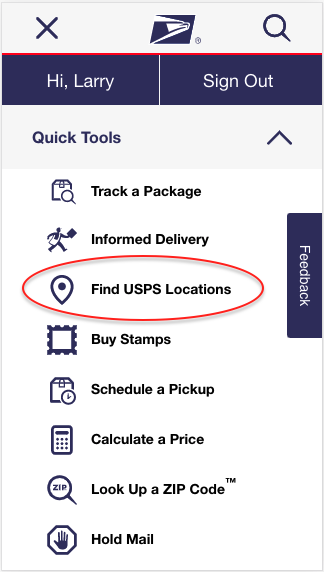 Hi, Larry
Sign Out
Quick Tools
Track a Package
Informed Delivery
Find USPS Locations
Buy Stamps
Schedule a Pickup
Calculate a Price
ZIP
Look Up a ZIP Code™
Hold Mail
Feedback